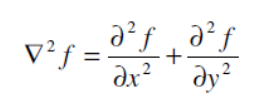 ∇²f = ∂²f/∂x² + ∂²f/∂y²